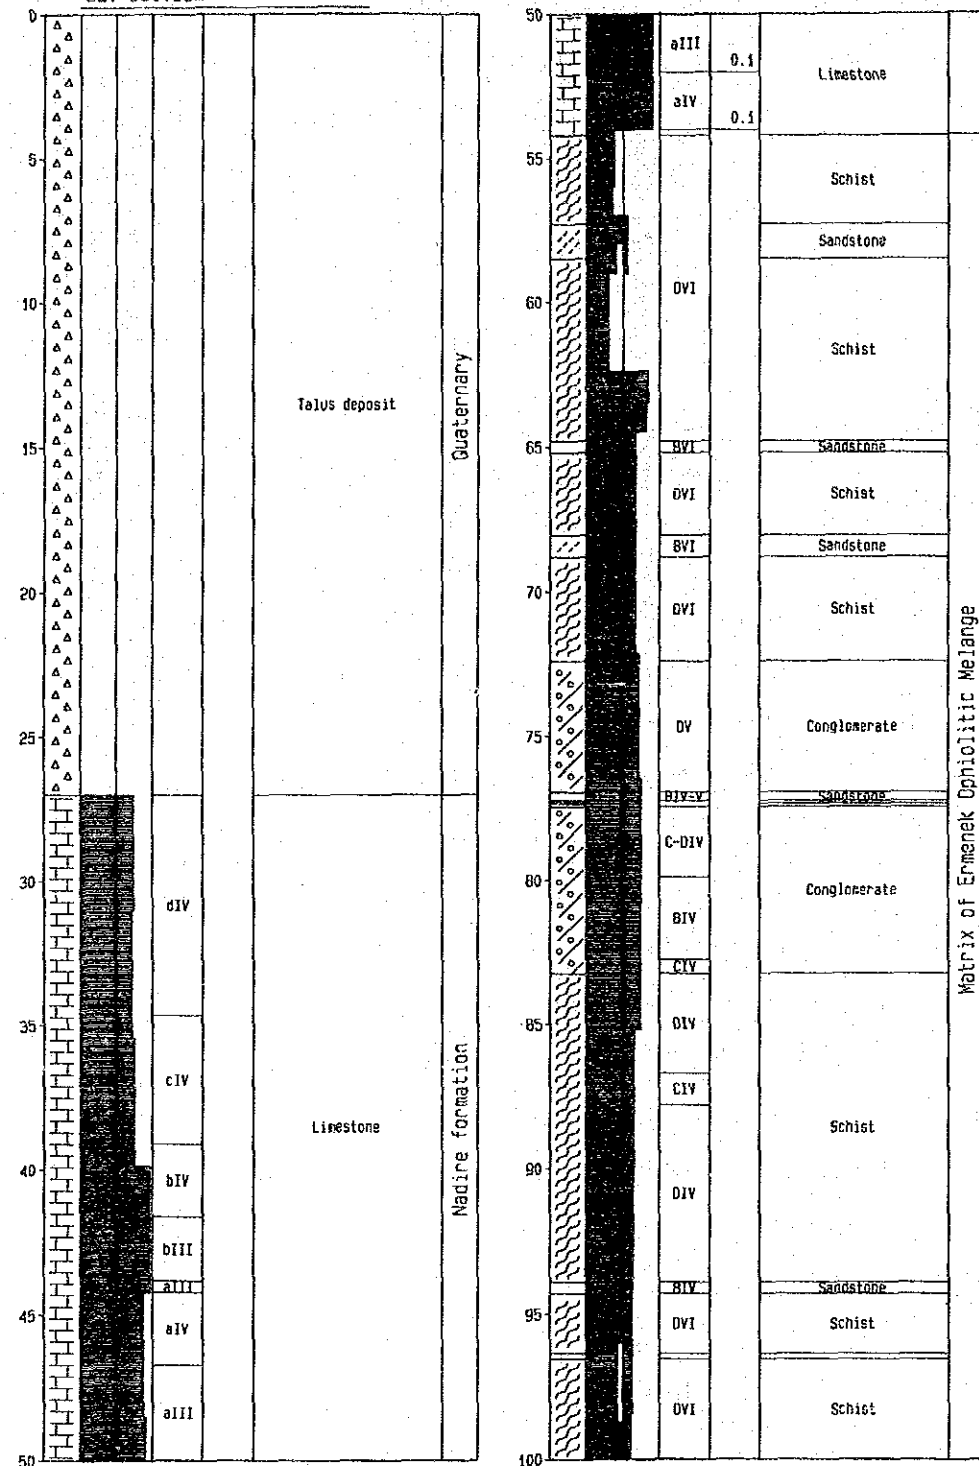 0
5
10
15
20
25
30
35
40
45
50
Talus deposit
Quaternary
dIV
cIV
bIV
bIII
aIII
aIV
aIII
Limestone
Nadire formation
50
55
60
65
70
75
80
85
90
95
100
aIII
0.1
aIV
0.1
Limestone
Schist
Sandstone
DVI
Schist
BVI
Sandstone
DVI
Schist
BVI
Sandstone
DVI
Schist
DV
Conglomerate
BIV-V
Sandstone
C-DIV
Conglomerate
BIV
CIV
DIV
CIV
Schist
DIV
BIV
Sandstone
DVI
Schist
DVI
Schist
Matrix of Ermenek Ophiolitic Melange